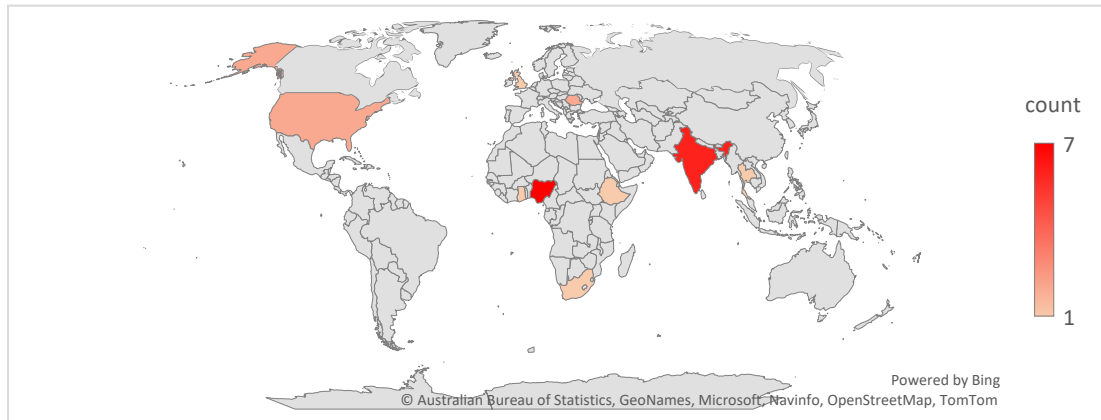 count
7
1
Powered by Bing
© Australian Bureau of Statistics, GeoNames, Microsoft, Navinfo, OpenStreetMap, TomTom